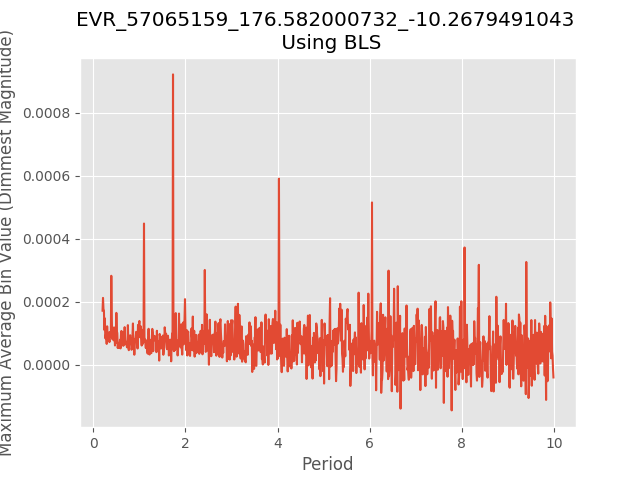 EVR_57065159_176.582000732_-10.2679491043
Using BLS
Maximum Average Bin Value (Dimmest Magnitude)
0.0008
0.0006
0.0004
0.0002
0.0000
0
2
4
6
8
10
Period